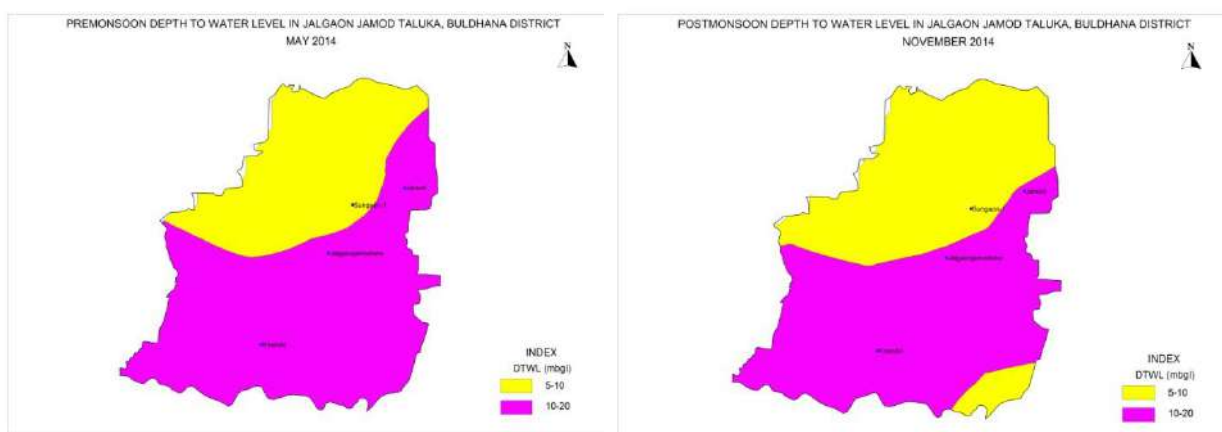 PREMONSOON DEPTH TO WATER LEVEL IN JALGAON JAMOD TALUKA, BULDHANA DISTRICT
MAY 2014
N
INDEX
DTWL (mbgl)
5-10
10-20
POSTMONSOON DEPTH TO WATER LEVEL IN JALGAON JAMOD TALUKA, BULDHANA DISTRICT
NOVEMBER 2014
N
INDEX
DTWL (mbgl)
5-10
10-20